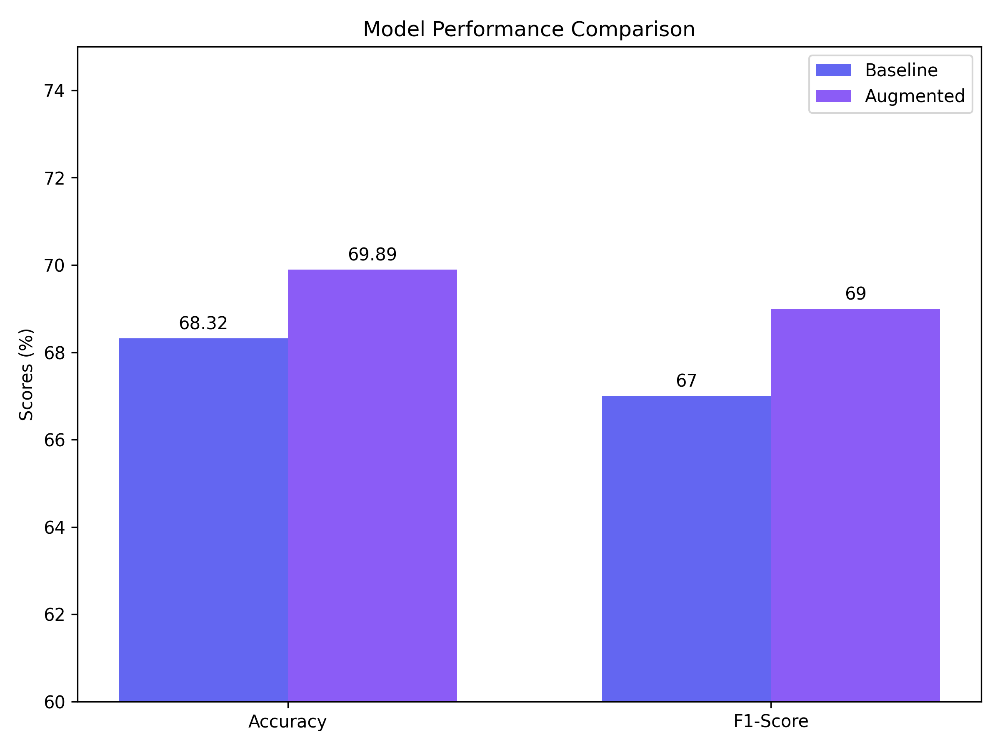 Model Performance Comparison
Baseline
Augmented
74
72
70
68
66
64
62
60
Scores (%)
68.32
69.89
67
69
Accuracy
F1-Score